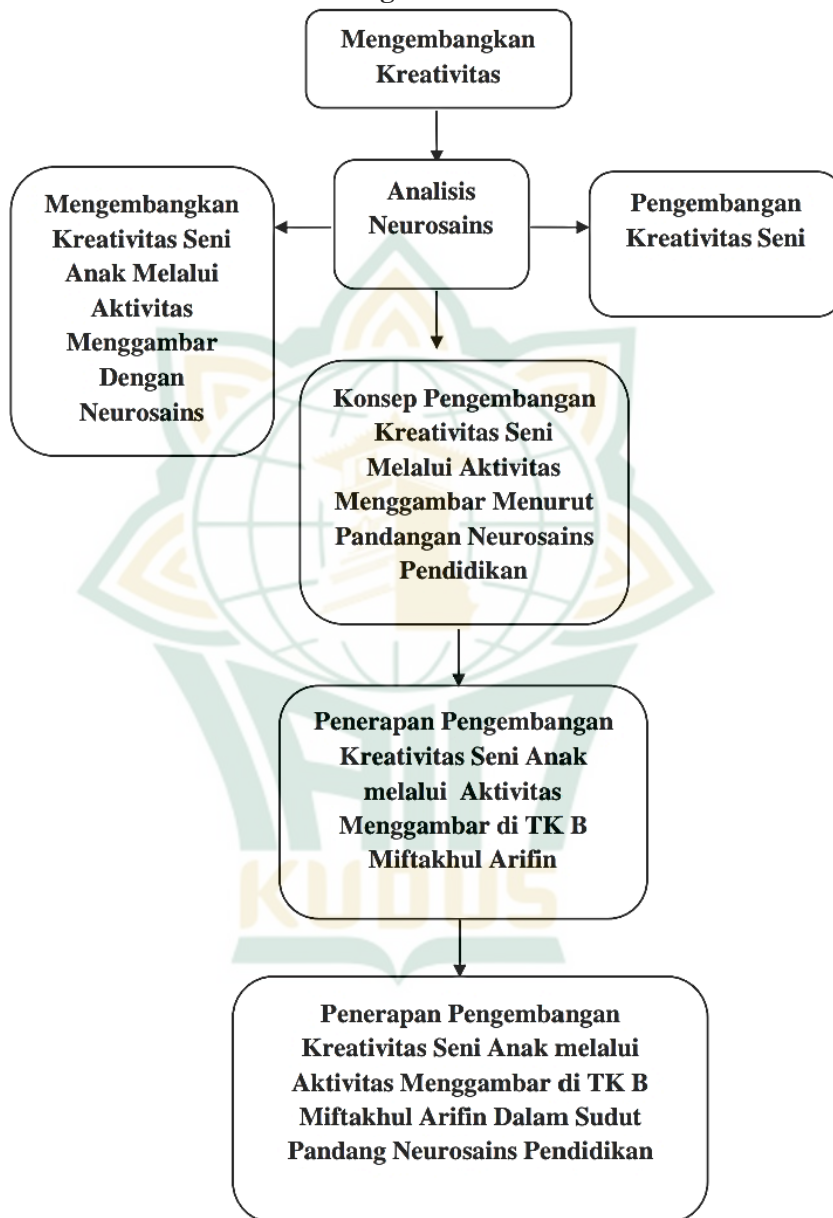 Mengembangkan
Kreativitas
Analisis
Neurosains
Mengembangkan
Kreativitas Seni
Anak Melalui
Aktivitas
Menggambar
Dengan
Neurosains
Pengembangan
Kreativitas Seni
Konsep Pengembangan
Kreativitas Seni
Melalui Aktivitas
Menggambar Menurut
Pandangan Neurosains
Pendidikan
Penerapan Pengembangan
Kreativitas Seni Anak
melalui Aktivitas
Menggambar di TK B
Miftakhul Arifin
IAIN
KUDUS
Penerapan Pengembangan
Kreativitas Seni Anak melalui
Aktivitas Menggambar di TK B
Miftakhul Arifin Dalam Sudut
Pandang Neurosains Pendidikan